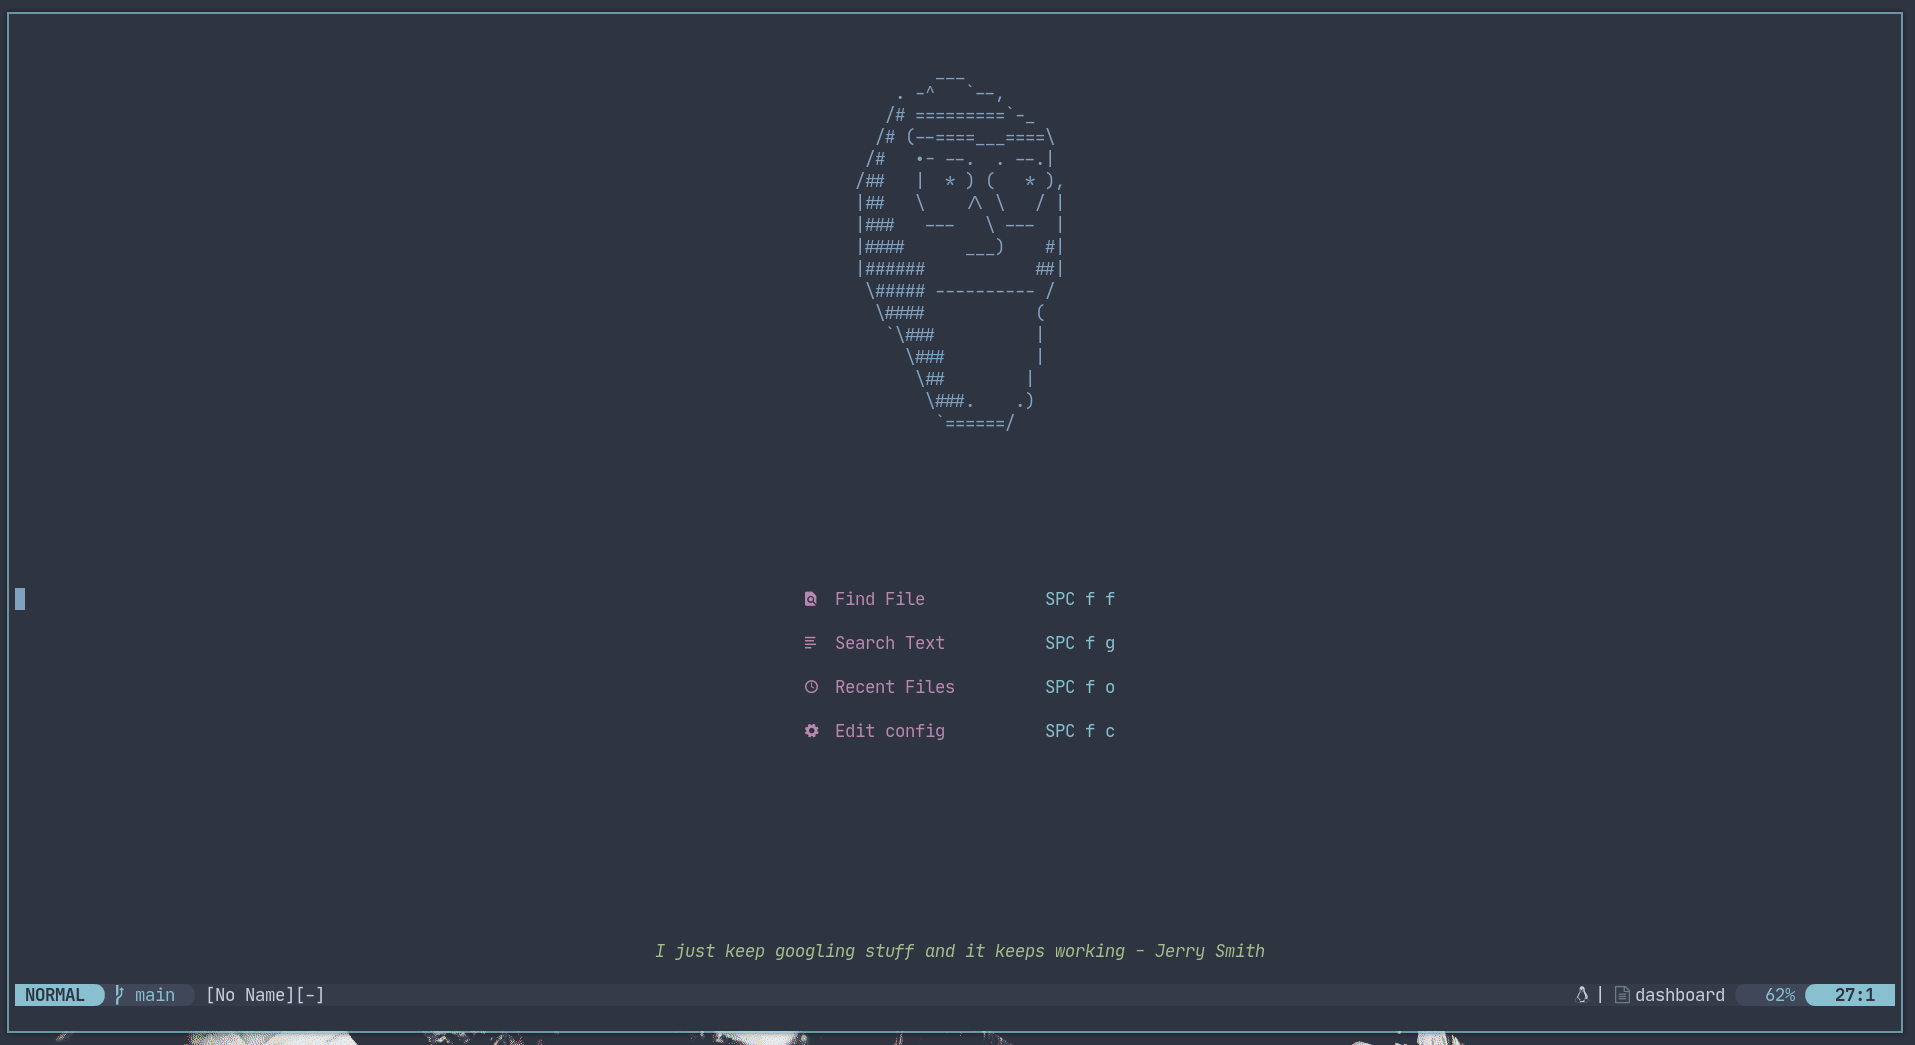 ___
          . -^   `--,
         /# =========`-_
        /# (--====___====\
       /#   •- --.  . --.|
      /##   |  * ) (   * ),
      |##   \    /\ \   / |
      |###   ---   \ ---  |
      |####      ___)    #|
      |######           ##|
       \##### ---------- /
        \####           (
         `\###          |
           \###         |
            \##        |
             \###.    .)
              `======/
Find File SPC f f
Search Text SPC f g
Recent Files SPC f o
Edit config SPC f c
I just keep googling stuff and it keeps working - Jerry Smith
NORMAL main [No Name][-] | dashboard 62% 27:1